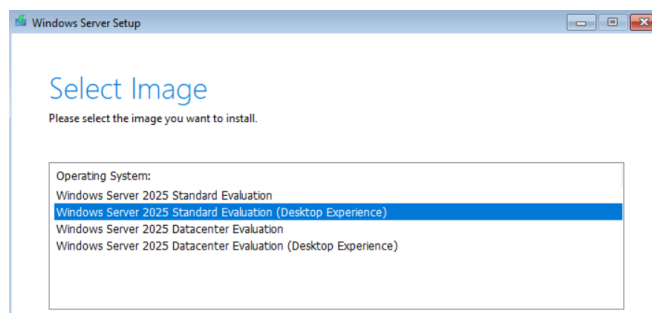 Windows Server Setup
Select Image
Please select the image you want to install.
Operating System:
Windows Server 2025 Standard Evaluation
Windows Server 2025 Standard Evaluation (Desktop Experience)
Windows Server 2025 Datacenter Evaluation
Windows Server 2025 Datacenter Evaluation (Desktop Experience)